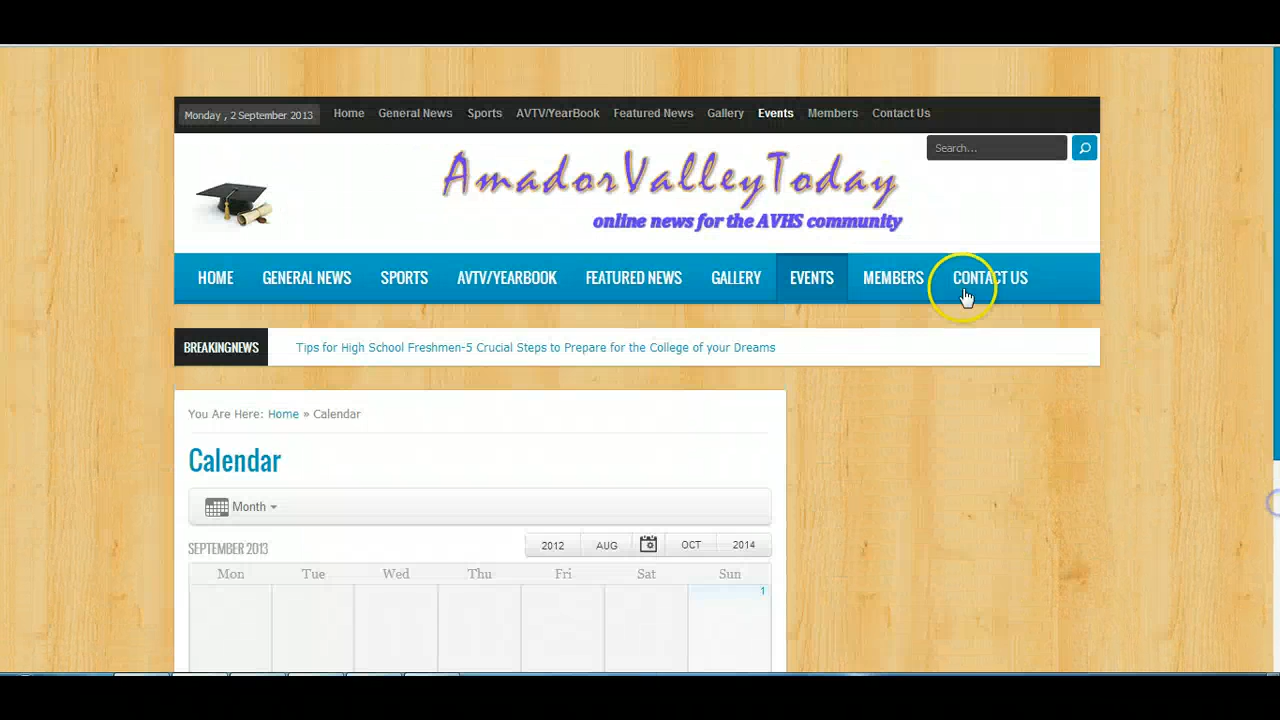 Monday , 2 September 2013 Home General News Sports AVTV/YearBook Featured News Gallery Events Members Contact Us
Search...
AmadorValleyToday
online news for the AVHS community
HOME GENERAL NEWS SPORTS AVTV/YEARBOOK FEATURED NEWS GALLERY EVENTS MEMBERS CONTACT US
BREAKINGNEWS Tips for High School Freshmen-5 Crucial Steps to Prepare for the College of your Dreams
You Are Here: Home » Calendar
Calendar
Month
SEPTEMBER 2013 2012 AUG OCT 2014
Mon Tue Wed Thu Fri Sat Sun
1